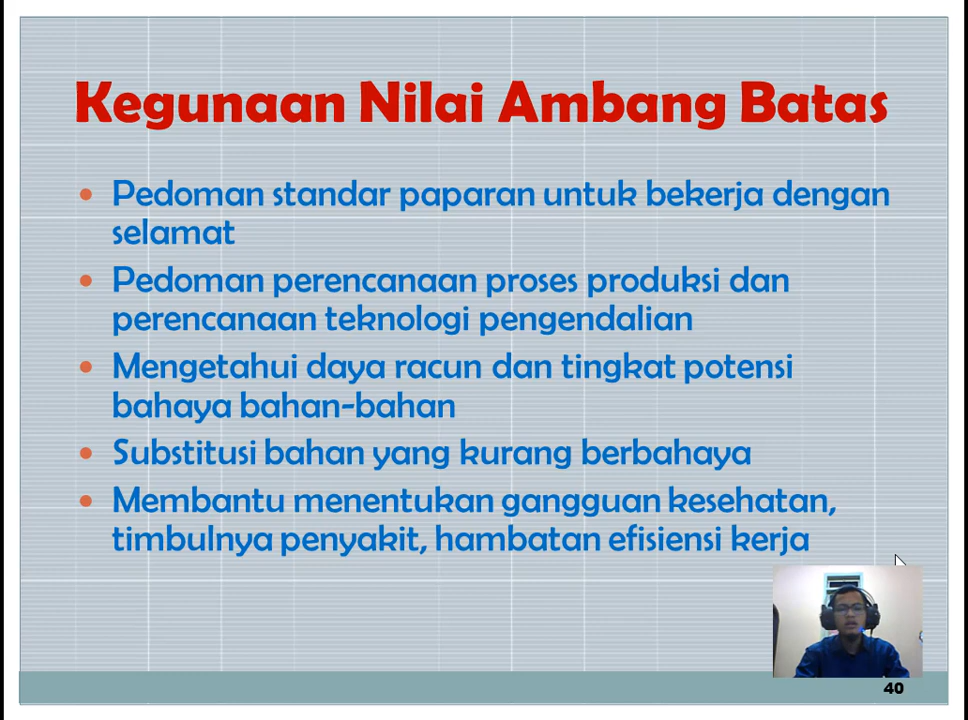 Kegunaan Nilai Ambang Batas
• Pedoman standar paparan untuk bekerja dengan
selamat
• Pedoman perencanaan proses produksi dan
perencanaan teknologi pengendalian
• Mengetahui daya racun dan tingkat potensi
bahaya bahan-bahan
• Substitusi bahan yang kurang berbahaya
• Membantu menentukan gangguan kesehatan,
timbulnya penyakit, hambatan efisiensi kerja
40